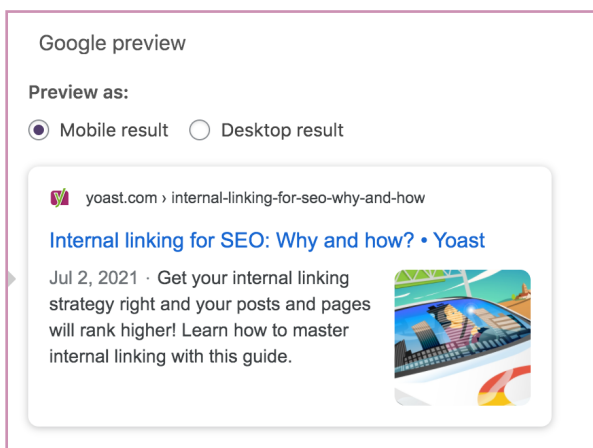 Google preview
Preview as:
Mobile result
Desktop result
yoast.com › internal-linking-for-seo-why-and-how
Internal linking for SEO: Why and how? • Yoast
Jul 2, 2021 · Get your internal linking
strategy right and your posts and pages
will rank higher! Learn how to master
internal linking with this guide.